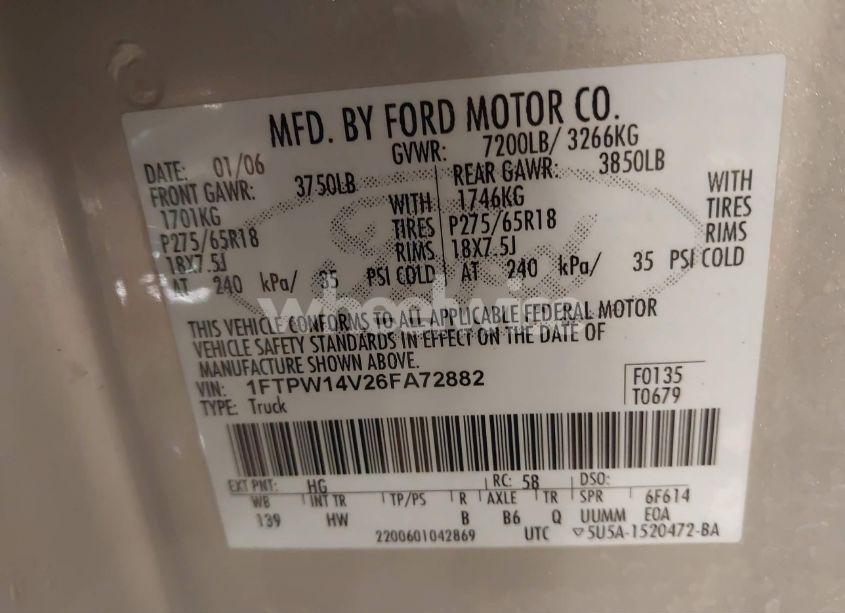 MFD. BY FORD MOTOR CO.
DATE: 01/06 GVWR: 7200LB/ 3266KG
FRONT GAWR: 3750LB REAR GAWR: 3850LB
1701KG WITH 1746KG WITH
P275/65R18 TIRES P275/65R18 TIRES
18X7.5J RIMS 18X7.5J RIMS
AT 240 kPa/ 35 PSI COLD AT 240 kPa/ 35 PSI COLD
THIS VEHICLE CONFORMS TO ALL APPLICABLE FEDERAL MOTOR
VEHICLE SAFETY STANDARDS IN EFFECT ON THE DATE OF
MANUFACTURE SHOWN ABOVE.
VIN: 1FTPW14V26FA72882 F0135
TYPE: Truck T0679
EXT PNT: HG RC: 58 DSO:
WB INT TR TP/PS R AXLE TR SPR 6F614
139 HW B B6 Q UUMM EOA
2200601042869 UTC 5U5A-1520472-BA